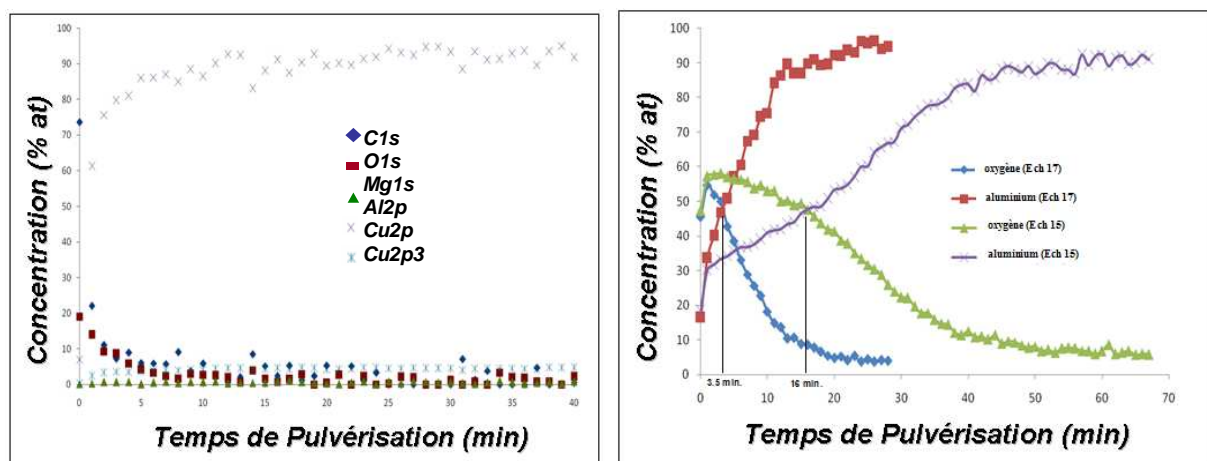 Concentration (% at)
100
90
80
70
60
50
40
30
20
10
0
C1s
O1s
Mg1s
Al2p
Cu2p
Cu2p3
0 5 10 15 20 25 30 35 40
Temps de Pulvérisation (min)
Concentration (% at)
100
90
80
70
60
50
40
30
20
10
0
oxygène (Ech 17)
aluminium (Ech 17)
oxygène (Ech 15)
aluminium (Ech 15)
3.5 min. 16 min.
0 10 20 30 40 50 60 70
Temps de Pulvérisation (min)